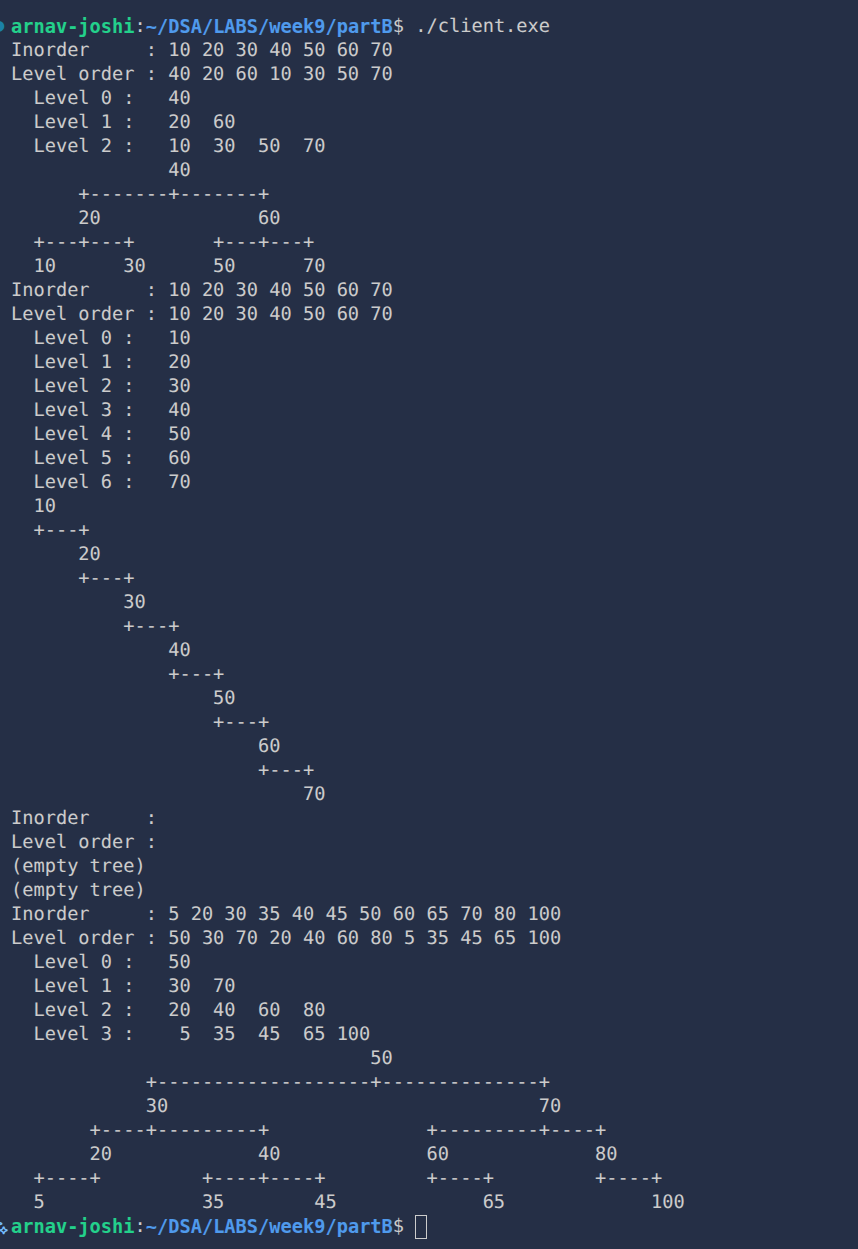 arnav-joshi:~/DSA/LABS/week9/partB$ ./client.exe
Inorder     : 10 20 30 40 50 60 70
Level order : 40 20 60 10 30 50 70
  Level 0 :   40
  Level 1 :   20  60
  Level 2 :   10  30  50  70
              40
      +-------+-------+
      20              60
  +---+---+       +---+---+
  10      30      50      70
Inorder     : 10 20 30 40 50 60 70
Level order : 10 20 30 40 50 60 70
  Level 0 :   10
  Level 1 :   20
  Level 2 :   30
  Level 3 :   40
  Level 4 :   50
  Level 5 :   60
  Level 6 :   70
  10
  +---+
      20
      +---+
          30
          +---+
              40
              +---+
                  50
                  +---+
                      60
                      +---+
                          70
Inorder     :
Level order :
(empty tree)
(empty tree)
Inorder     : 5 20 30 35 40 45 50 60 65 70 80 100
Level order : 50 30 70 20 40 60 80 5 35 45 65 100
  Level 0 :   50
  Level 1 :   30  70
  Level 2 :   20  40  60  80
  Level 3 :    5  35  45  65 100
                                50
            +-------------------+--------------+
            30                                 70
       +----+---------+              +---------+----+
       20             40             60             80
  +----+         +----+----+         +----+         +----+
  5              35        45             65             100
arnav-joshi:~/DSA/LABS/week9/partB$